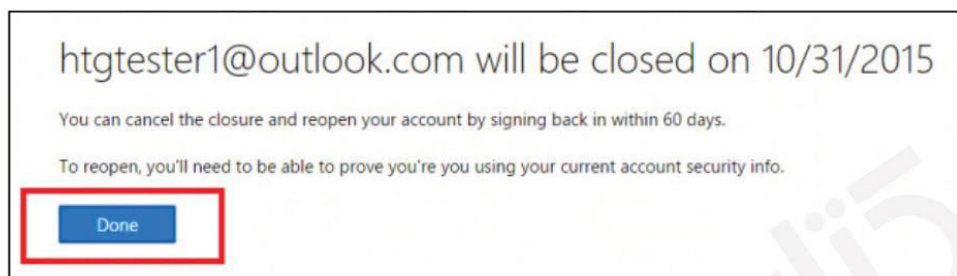 htgtester1@outlook.com will be closed on 10/31/2015
You can cancel the closure and reopen your account by signing back in within 60 days.
To reopen, you'll need to be able to prove you're you using your current account security info.
Done